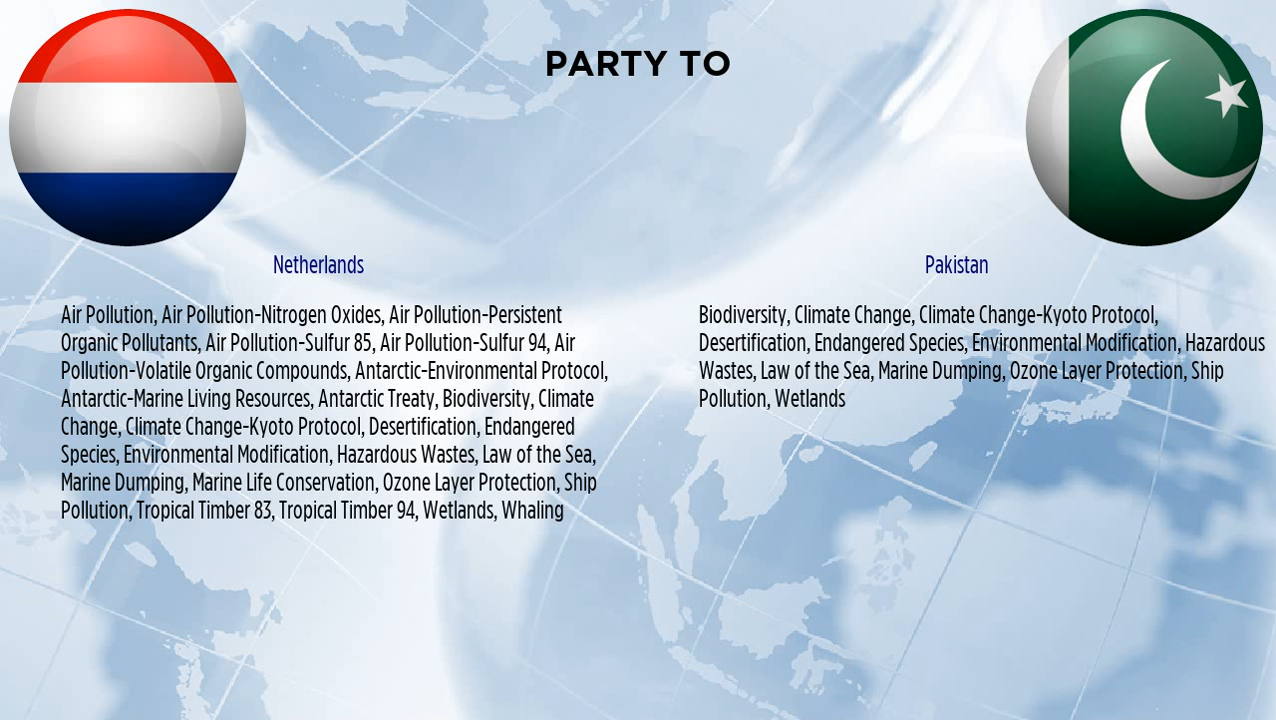 PARTY TO
Netherlands
Air Pollution, Air Pollution-Nitrogen Oxides, Air Pollution-Persistent
Organic Pollutants, Air Pollution-Sulfur 85, Air Pollution-Sulfur 94, Air
Pollution-Volatile Organic Compounds, Antarctic-Environmental Protocol,
Antarctic-Marine Living Resources, Antarctic Treaty, Biodiversity, Climate
Change, Climate Change-Kyoto Protocol, Desertification, Endangered
Species, Environmental Modification, Hazardous Wastes, Law of the Sea,
Marine Dumping, Marine Life Conservation, Ozone Layer Protection, Ship
Pollution, Tropical Timber 83, Tropical Timber 94, Wetlands, Whaling
Pakistan
Biodiversity, Climate Change, Climate Change-Kyoto Protocol,
Desertification, Endangered Species, Environmental Modification, Hazardous
Wastes, Law of the Sea, Marine Dumping, Ozone Layer Protection, Ship
Pollution, Wetlands